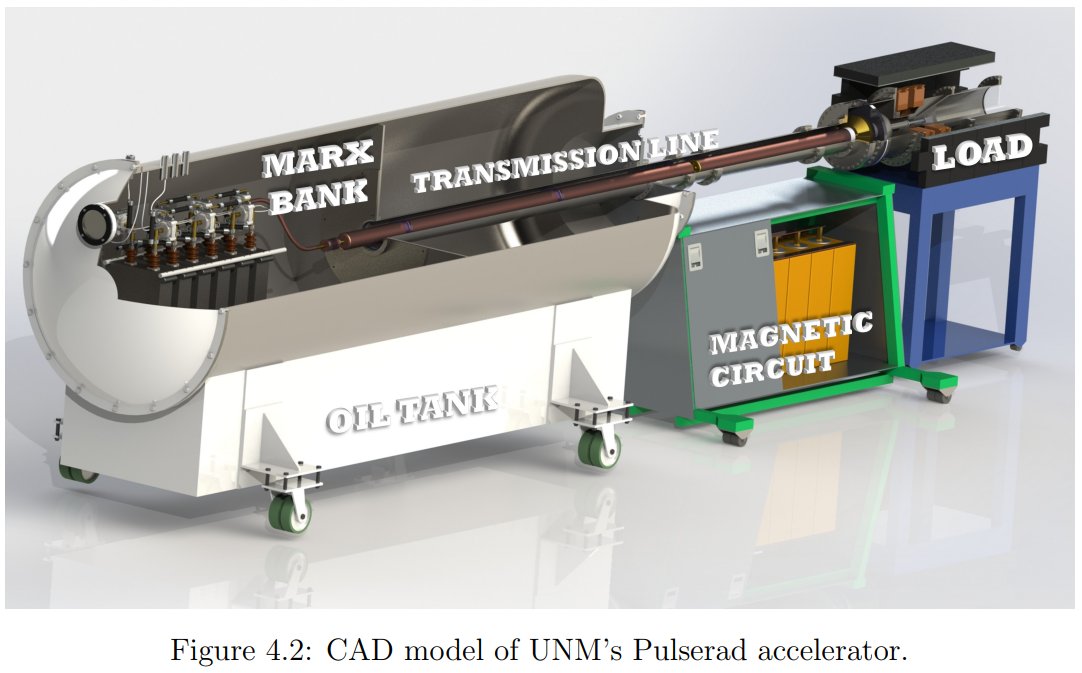 MARX
BANK
TRANSMISSION LINE
LOAD
MAGNETIC
CIRCUIT
OIL TANK
Figure 4.2: CAD model of UNM's Pulserad accelerator.